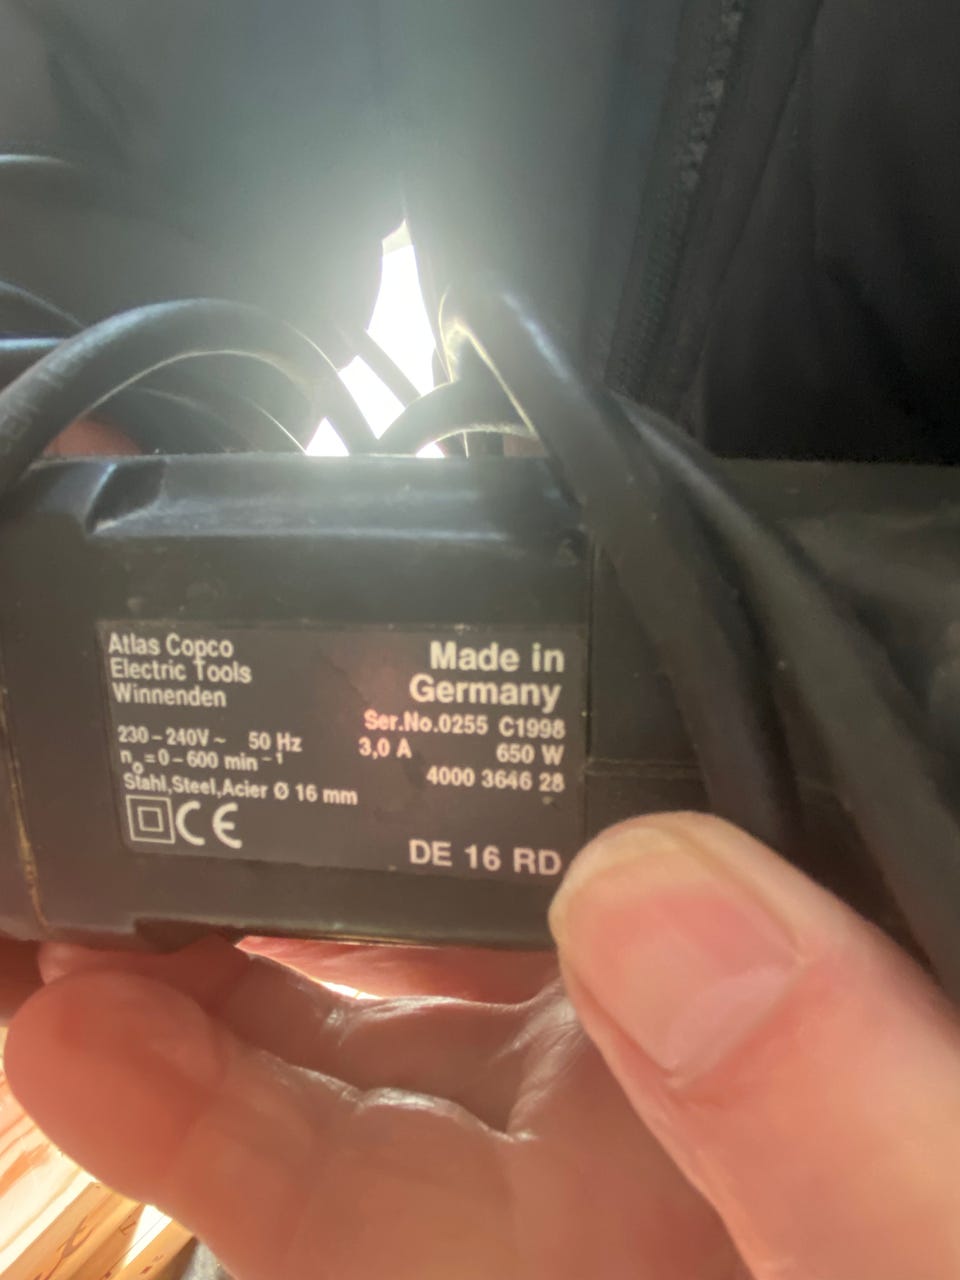 Atlas Copco
Electric Tools
Winnenden
Made in
Germany
Ser.No.0255 C1998
230-240V~ 50 Hz 3,0 A 650 W
n₀=0-600 min⁻¹
4000 3646 28
Stahl,Steel,Acier Ø 16 mm
CE
DE 16 RD